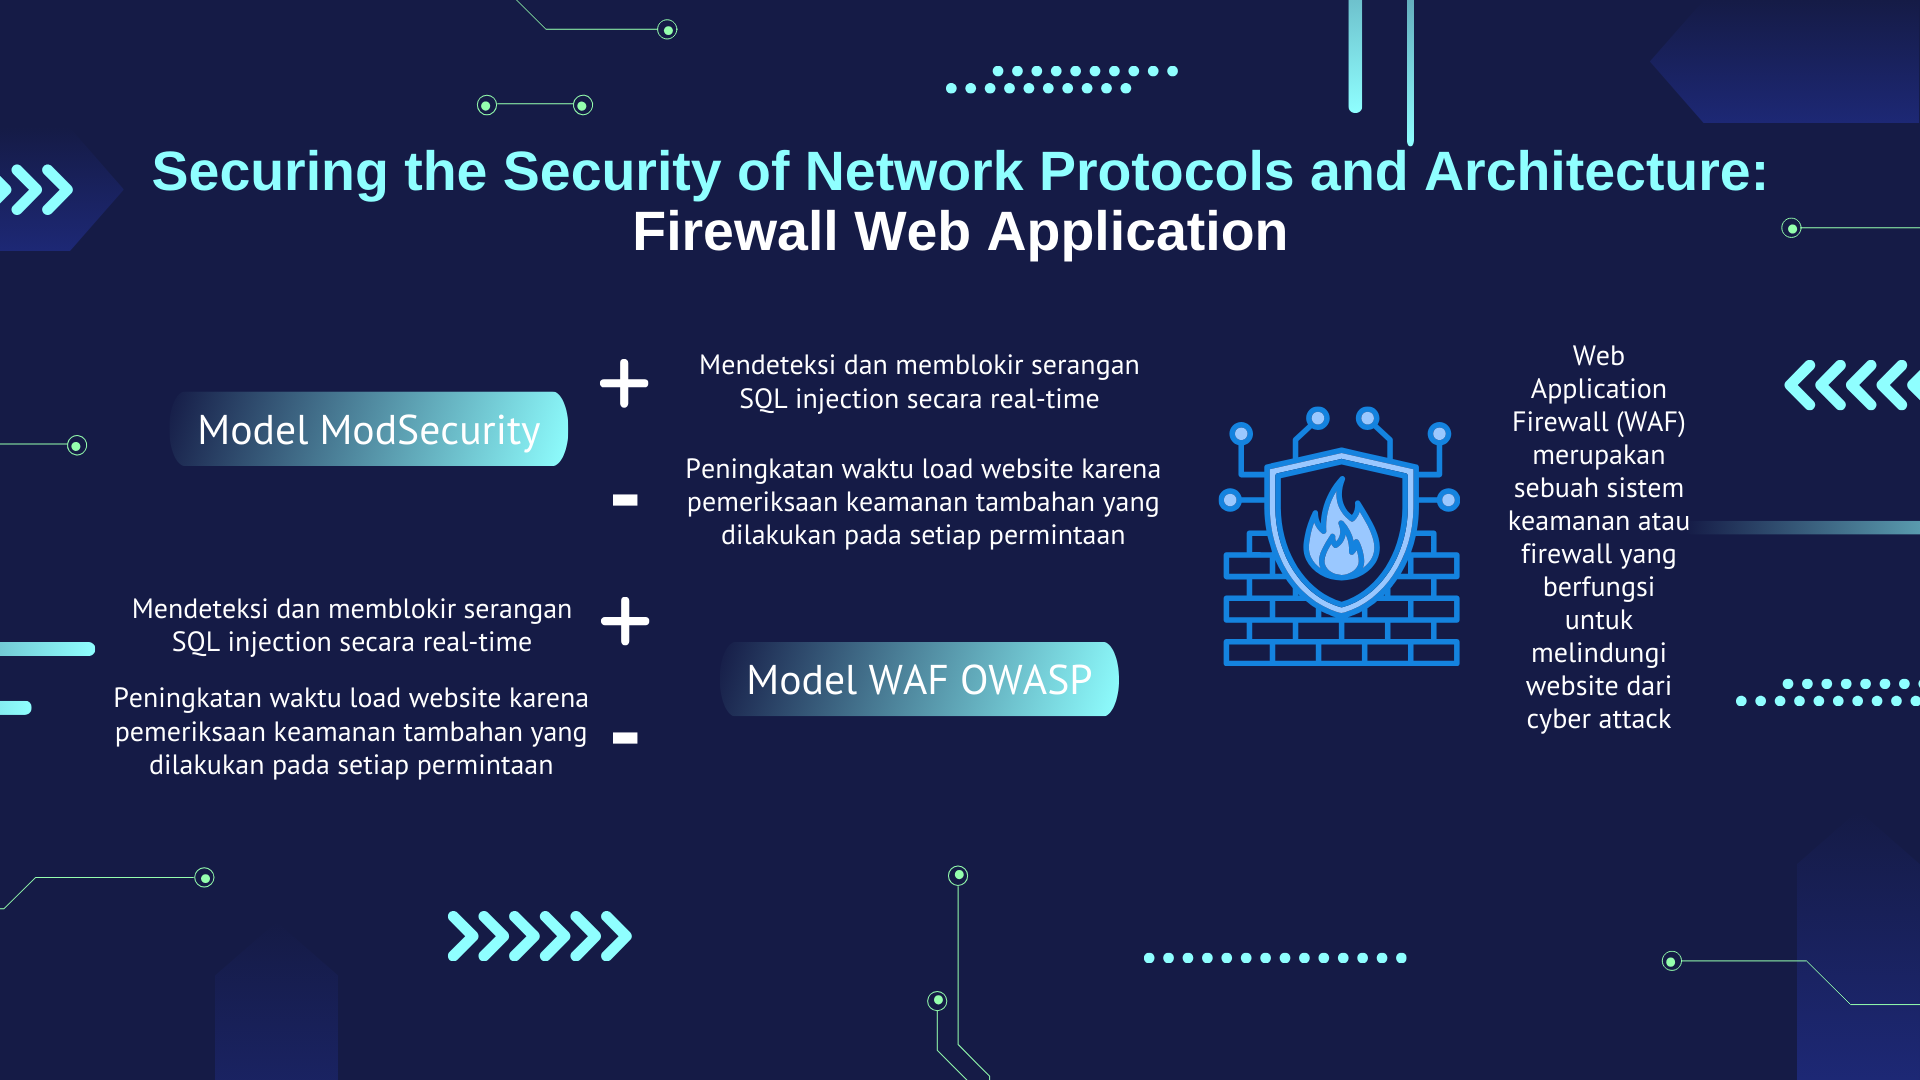 Securing the Security of Network Protocols and Architecture:
Firewall Web Application
Model ModSecurity
+
Mendeteksi dan memblokir serangan
SQL injection secara real-time
-
Peningkatan waktu load website karena
pemeriksaan keamanan tambahan yang
dilakukan pada setiap permintaan
Mendeteksi dan memblokir serangan
SQL injection secara real-time
+
Peningkatan waktu load website karena
pemeriksaan keamanan tambahan yang
dilakukan pada setiap permintaan
-
Model WAF OWASP
Web
Application
Firewall (WAF)
merupakan
sebuah sistem
keamanan atau
firewall yang
berfungsi
untuk
melindungi
website dari
cyber attack